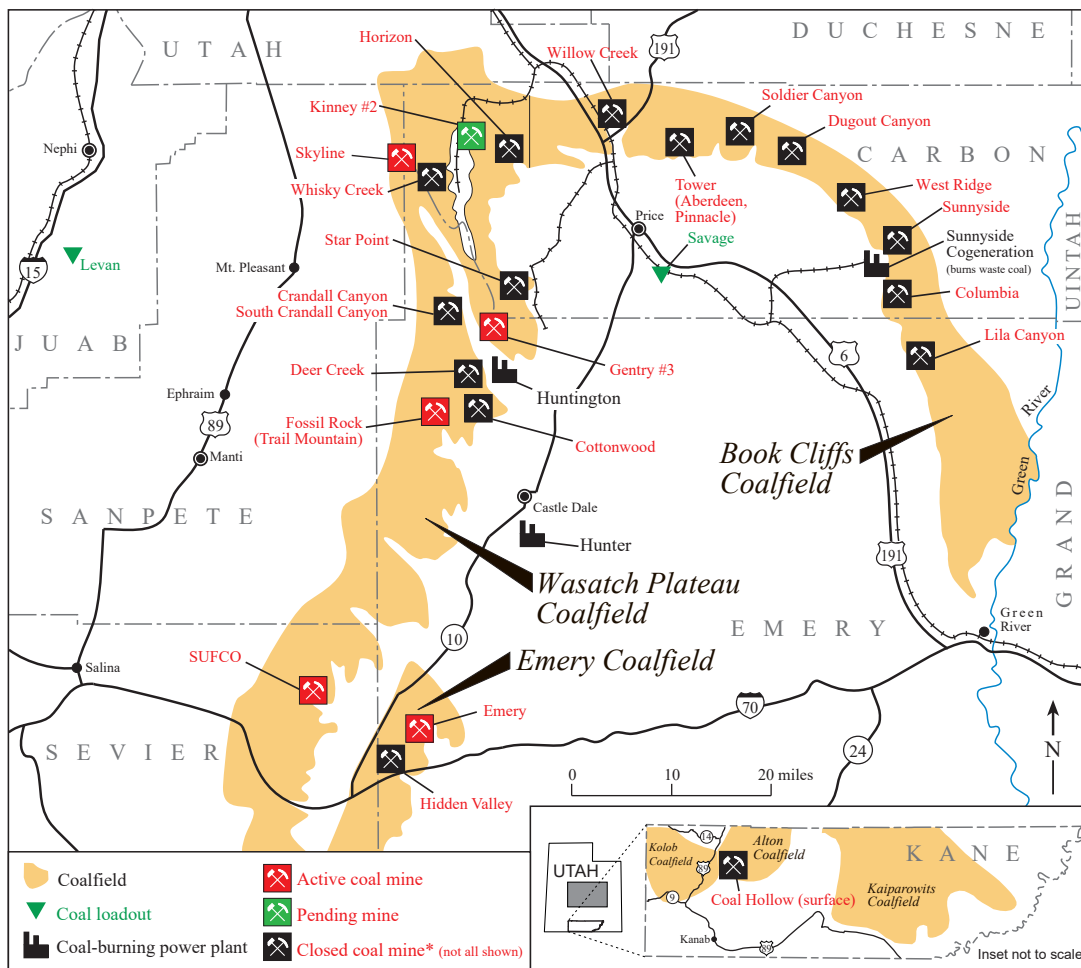 UTAH
DUCHESNE
191
Horizon
Willow Creek
Kinney #2
Soldier Canyon
Dugout Canyon
Nephi
Skyline
CARBON
Whisky Creek
Tower
(Aberdeen,
Pinnacle)
West Ridge
Sunnyside
Price
Star Point
Savage
Sunnyside
Cogeneration
(burns waste coal)
UINTAH
Levan
15
Mt. Pleasant
Crandall Canyon
South Crandall Canyon
Columbia
JUAB
6
Lila Canyon
Deer Creek
Gentry #3
Huntington
Ephraim
89
Fossil Rock
(Trail Mountain)
Cottonwood
River
Green
Book Cliffs
Coalfield
Manti
SANPETE
Castle Dale
GRAND
Hunter
191
Wasatch Plateau
Coalfield
Green
River
EMERY
10
SUFCO
Salina
Emery Coalfield
Emery
70
SEVIER
24
N
Hidden Valley
0 10 20 miles
Coalfield
Coal loadout
Coal-burning power plant
Active coal mine
Pending mine
Closed coal mine* (not all shown)
UTAH
Kolob
Coalfield
14
89
Alton
Coalfield
KANE
9
Coal Hollow (surface)
Kaiparowits
Coalfield
Kanab
89
Inset not to scale